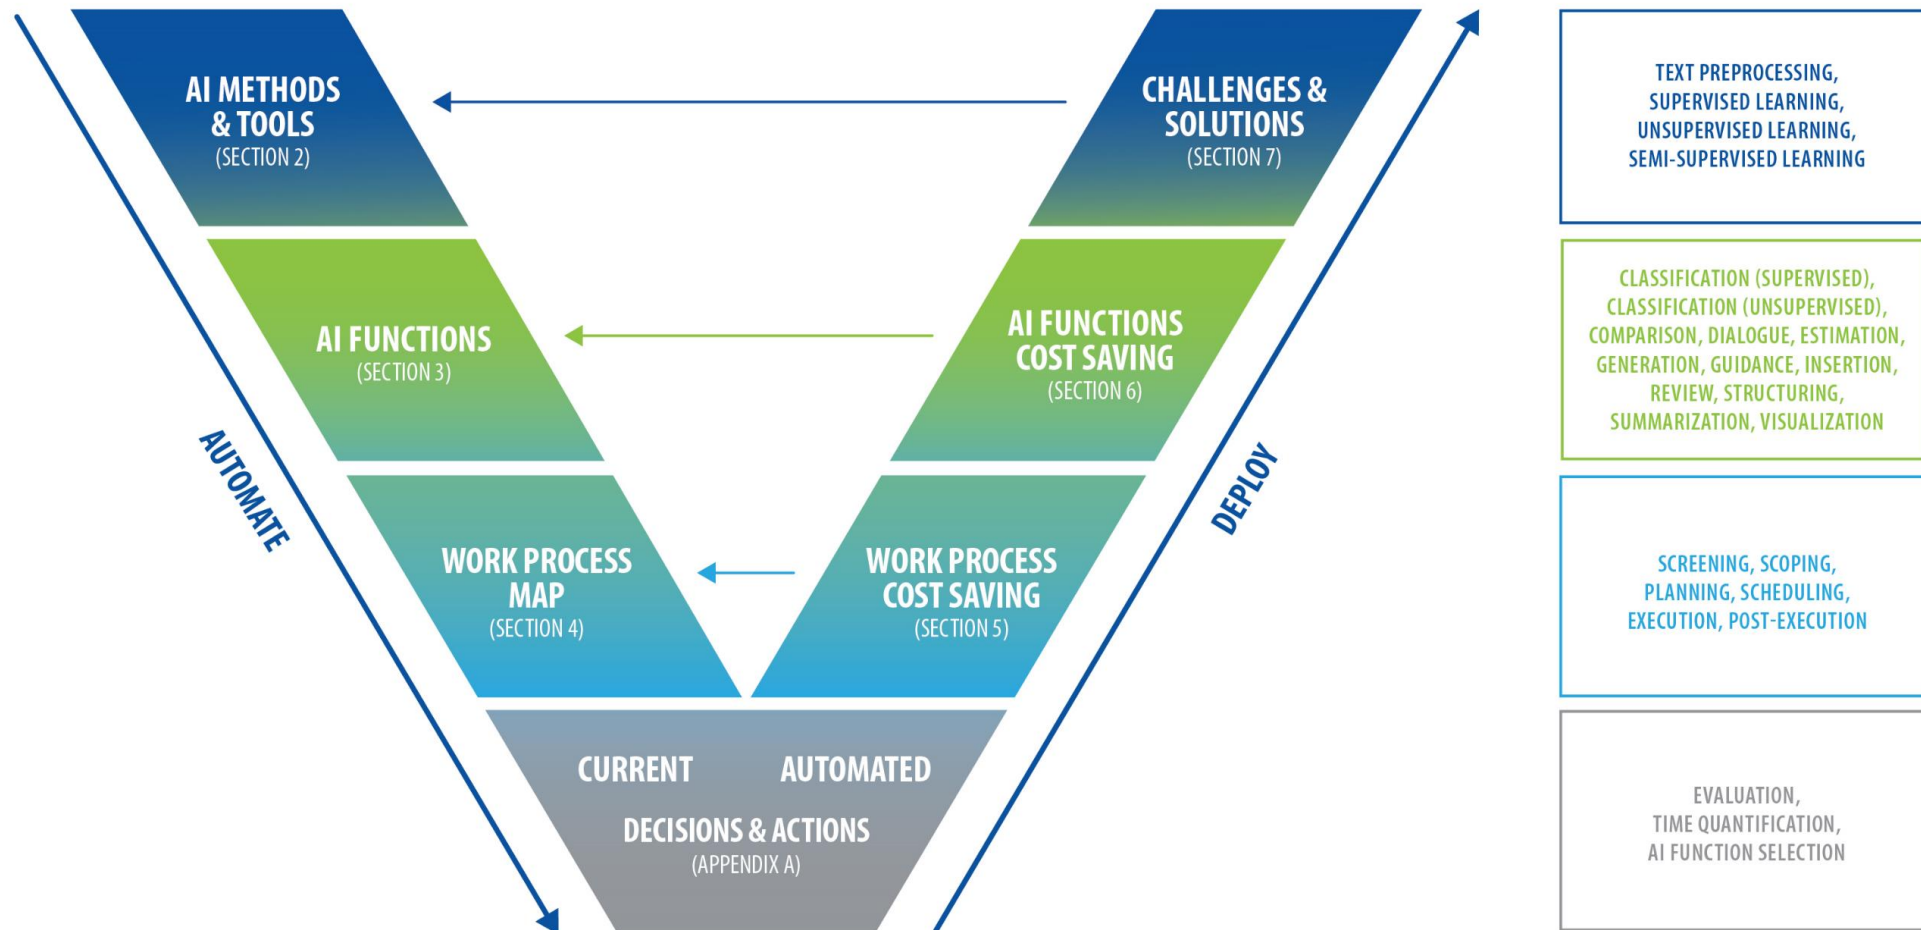 AI METHODS
& TOOLS
(SECTION 2)
CHALLENGES &
SOLUTIONS
(SECTION 7)
TEXT PREPROCESSING,
SUPERVISED LEARNING,
UNSUPERVISED LEARNING,
SEMI-SUPERVISED LEARNING
AI FUNCTIONS
(SECTION 3)
AI FUNCTIONS
COST SAVING
(SECTION 6)
CLASSIFICATION (SUPERVISED),
CLASSIFICATION (UNSUPERVISED),
COMPARISON, DIALOGUE, ESTIMATION,
GENERATION, GUIDANCE, INSERTION,
REVIEW, STRUCTURING,
SUMMARIZATION, VISUALIZATION
AUTOMATE
DEPLOY
WORK PROCESS
MAP
(SECTION 4)
WORK PROCESS
COST SAVING
(SECTION 5)
SCREENING, SCOPING,
PLANNING, SCHEDULING,
EXECUTION, POST-EXECUTION
CURRENT
AUTOMATED
DECISIONS & ACTIONS
(APPENDIX A)
EVALUATION,
TIME QUANTIFICATION,
AI FUNCTION SELECTION